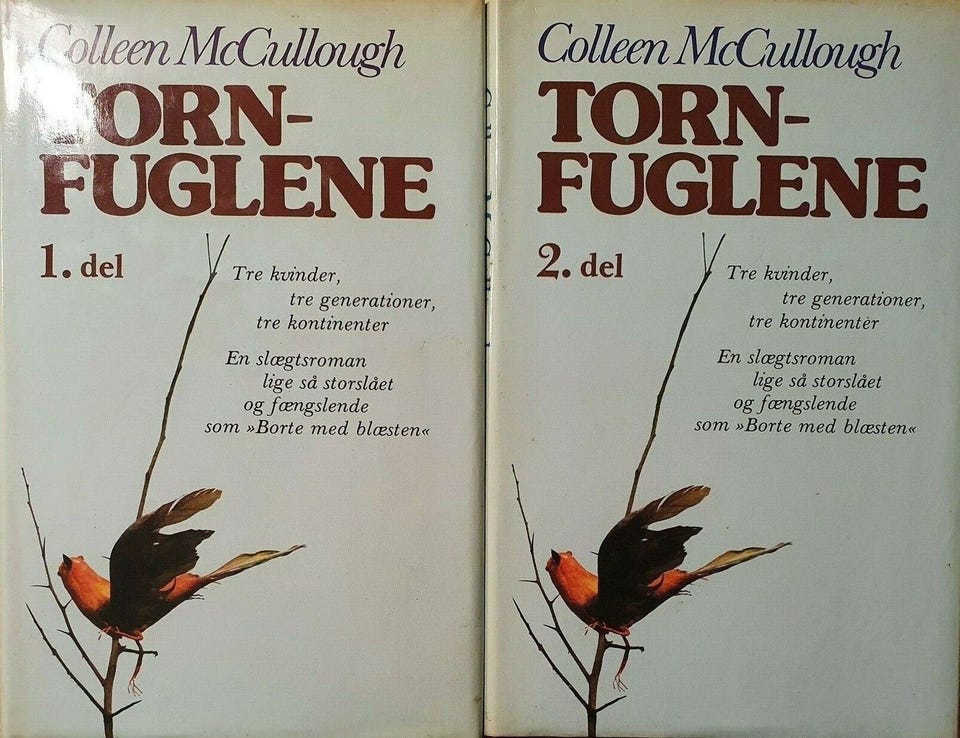 Colleen McCullough
TORN-
FUGLENE
1. del
Tre kvinder,
tre generationer,
tre kontinenter
En slægtsroman
lige så storslået
og fængslende
som »Borte med blæsten«
Colleen McCullough
TORN-
FUGLENE
2. del
Tre kvinder,
tre generationer,
tre kontinenter
En slægtsroman
lige så storslået
og fængslende
som »Borte med blæsten«